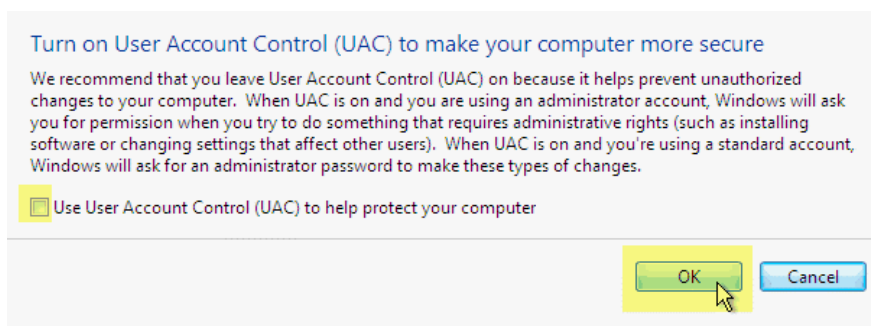 Turn on User Account Control (UAC) to make your computer more secure
We recommend that you leave User Account Control (UAC) on because it helps prevent unauthorized
changes to your computer. When UAC is on and you are using an administrator account, Windows will ask
you for permission when you try to do something that requires administrative rights (such as installing
software or changing settings that affect other users). When UAC is on and you're using a standard account,
Windows will ask for an administrator password to make these types of changes.
Use User Account Control (UAC) to help protect your computer
OK Cancel